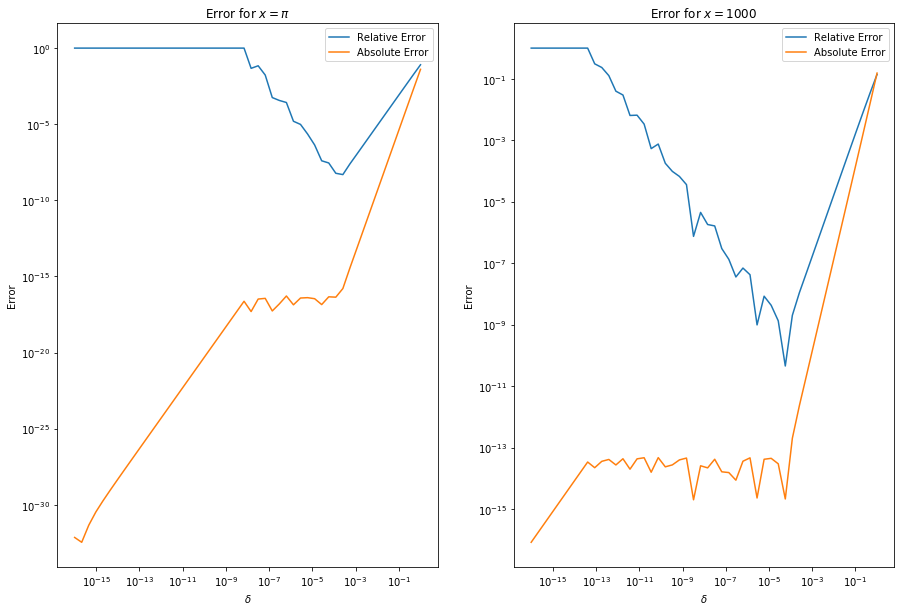 Error for $x = \pi$
Relative Error
Absolute Error
Error
10⁰
10⁻⁵
10⁻¹⁰
10⁻¹⁵
10⁻²⁰
10⁻²⁵
10⁻³⁰
10⁻¹⁵ 10⁻¹³ 10⁻¹¹ 10⁻⁹ 10⁻⁷ 10⁻⁵ 10⁻³ 10⁻¹
δ
Error for x = 1000
Relative Error
Absolute Error
Error
10⁻¹
10⁻³
10⁻⁵
10⁻⁷
10⁻⁹
10⁻¹¹
10⁻¹³
10⁻¹⁵
10⁻¹⁵ 10⁻¹³ 10⁻¹¹ 10⁻⁹ 10⁻⁷ 10⁻⁵ 10⁻³ 10⁻¹
δ